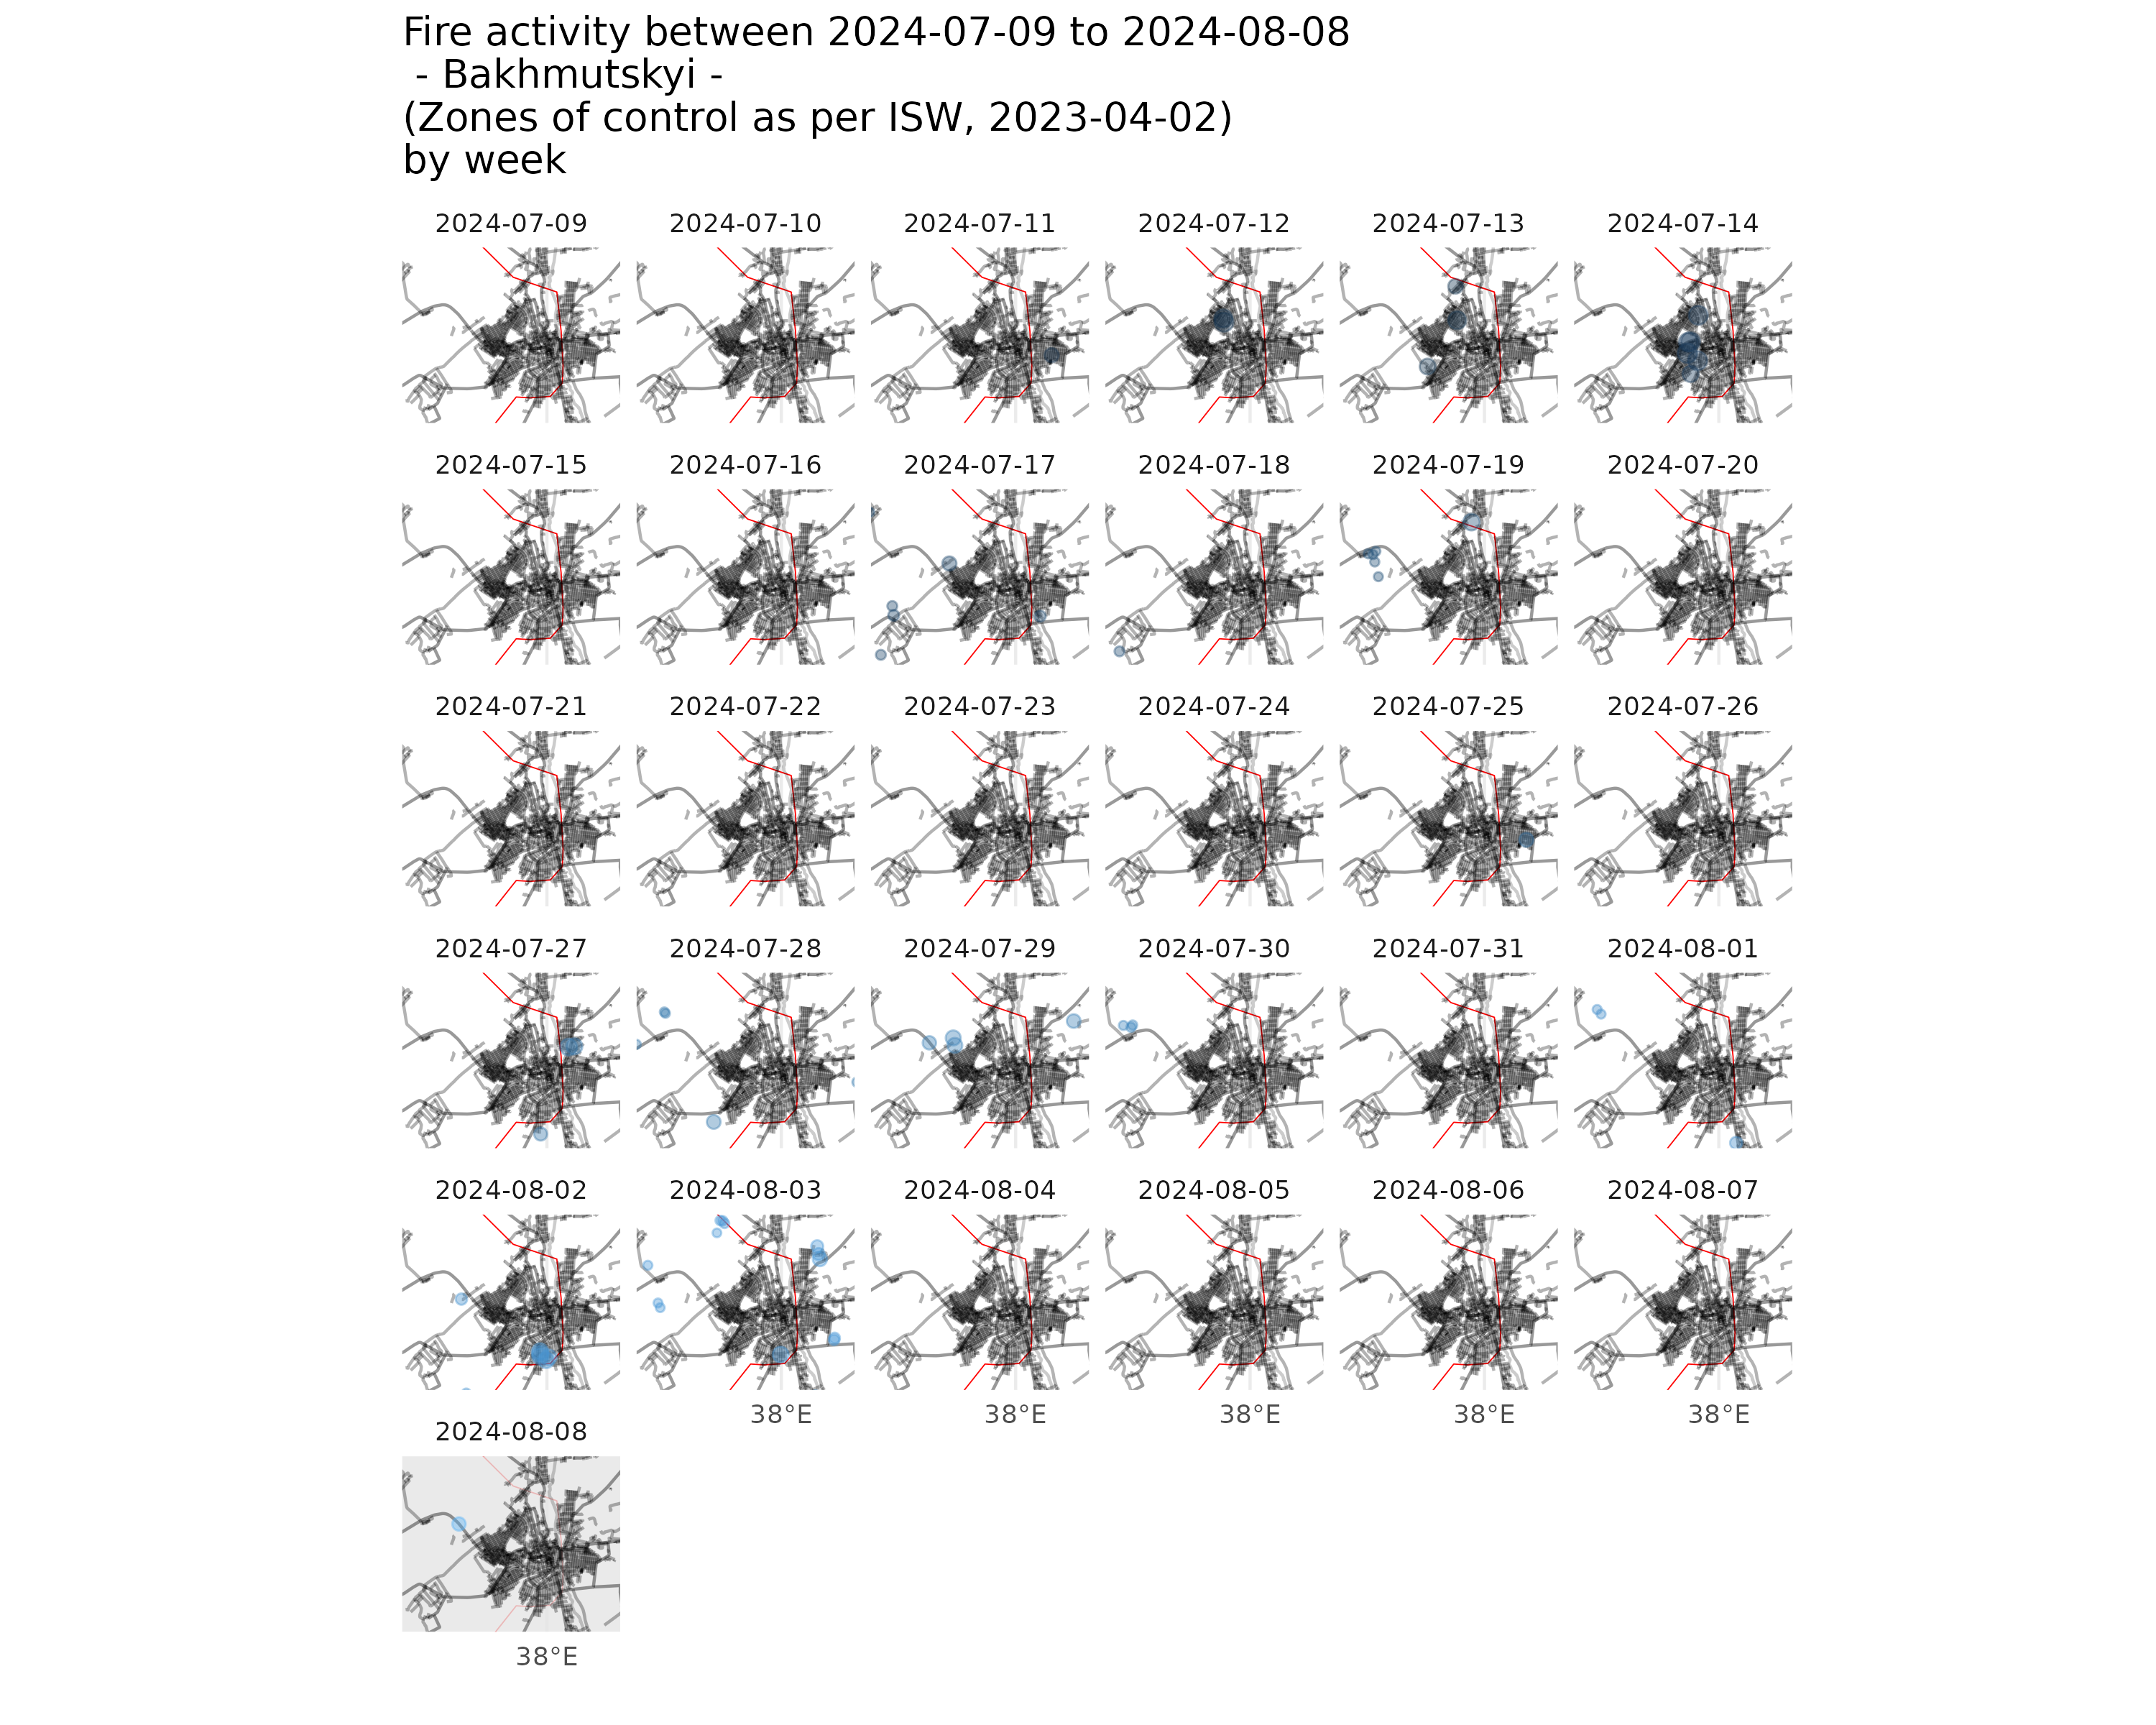 Fire activity between 2024-07-09 to 2024-08-08
- Bakhmutskyi -
(Zones of control as per ISW, 2023-04-02)
by week
2024-07-09 2024-07-10 2024-07-11 2024-07-12 2024-07-13 2024-07-14
2024-07-15 2024-07-16 2024-07-17 2024-07-18 2024-07-19 2024-07-20
2024-07-21 2024-07-22 2024-07-23 2024-07-24 2024-07-25 2024-07-26
2024-07-27 2024-07-28 2024-07-29 2024-07-30 2024-07-31 2024-08-01
2024-08-02 2024-08-03 2024-08-04 2024-08-05 2024-08-06 2024-08-07
38°E 38°E 38°E 38°E 38°E
2024-08-08
38°E